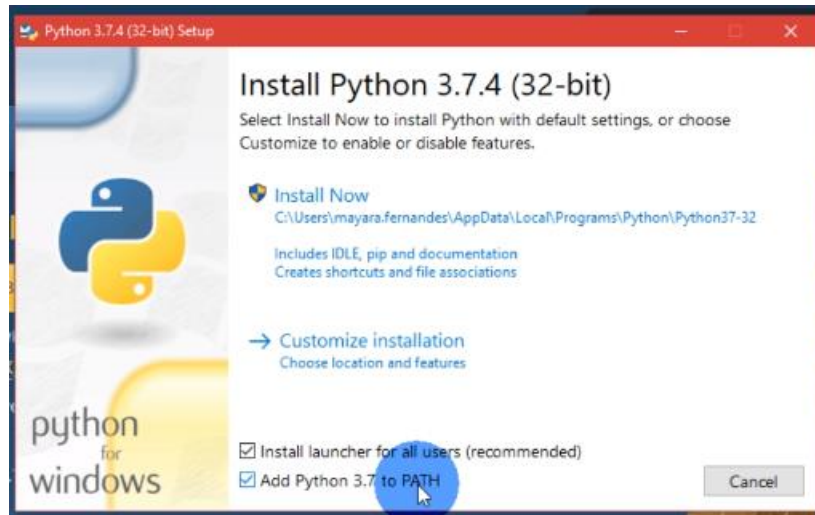 Python 3.7.4 (32-bit) Setup
Install Python 3.7.4 (32-bit)
Select Install Now to install Python with default settings, or choose
Customize to enable or disable features.
Install Now
C:\Users\mayara.fernandes\AppData\Local\Programs\Python\Python37-32
Includes IDLE, pip and documentation
Creates shortcuts and file associations
Customize installation
Choose location and features
python
for
windows
Install launcher for all users (recommended)
Add Python 3.7 to PATH
Cancel